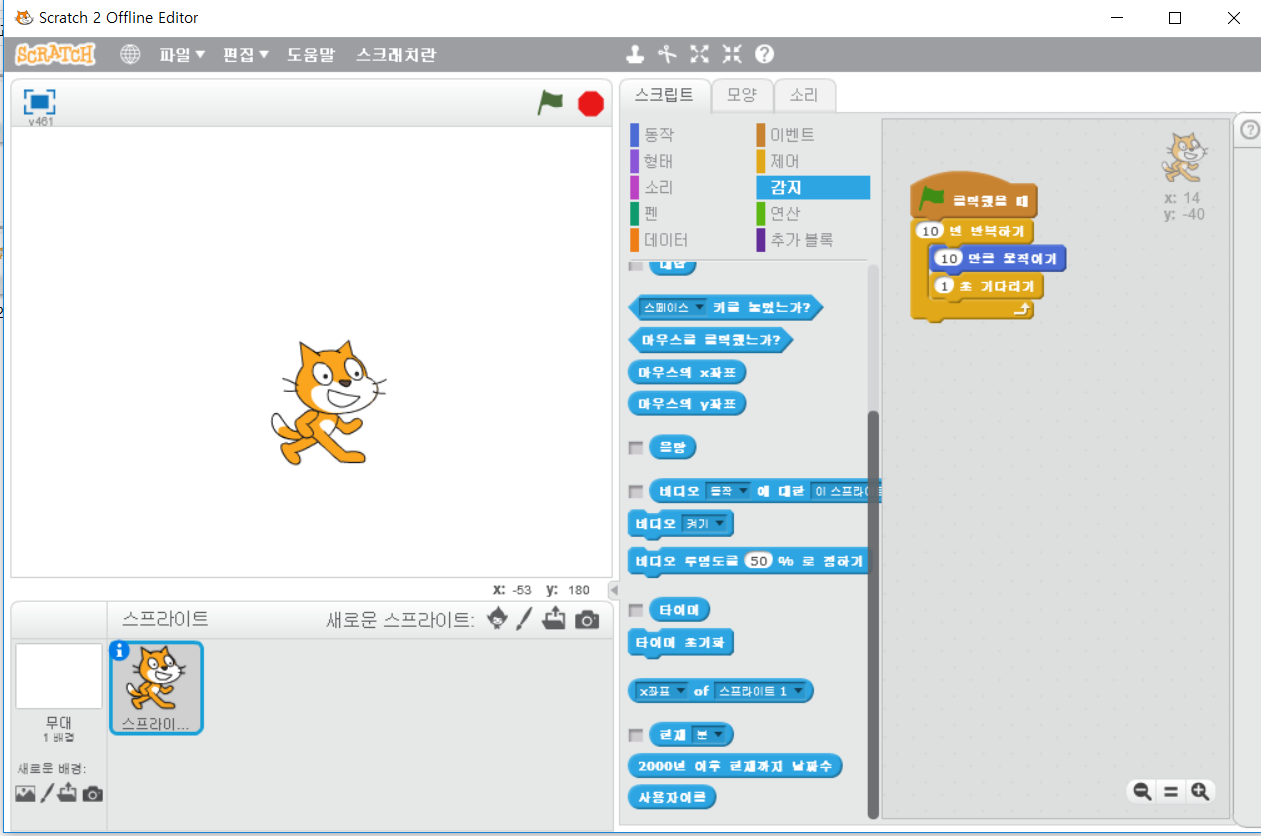 Scratch 2 Offline Editor
SCRATCH 파일 편집 도움말 스크래치란
v461
스크립트 모양 소리
동작 이벤트
형태 제어
소리 감지
펜 연산
데이터 추가 블록
스페이스 키를 눌렀는가?
마우스를 클릭했는가?
마우스의 x좌표
마우스의 y좌표
음량
비디오 동작 에 대한 이 스프라이
비디오 켜기
비디오 투명도를 50 % 로 정하기
타이머
타이머 초기화
x좌표 of 스프라이트 1
현재 분
2000년 이후 현재까지 날짜수
사용자이름
클릭했을 때
10 번 반복하기
10 만큼 움직이기
1 초 기다리기
x: 14
y: -40
x: -53 y: 180
스프라이트 새로운 스프라이트:
스프라이...
무대
1 배경
새로운 배경: